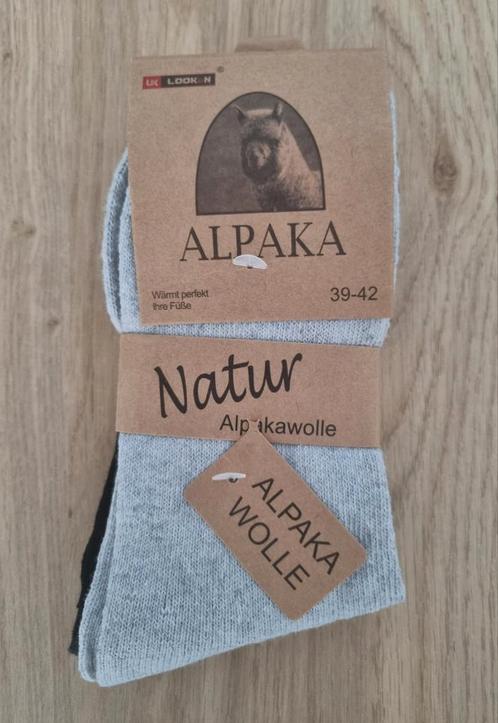 LOOKEN®
ALPAKA
Wärmt perfekt
Ihre Füße
39-42
Natur
Alpakawolle
ALPAKA
WOLLE